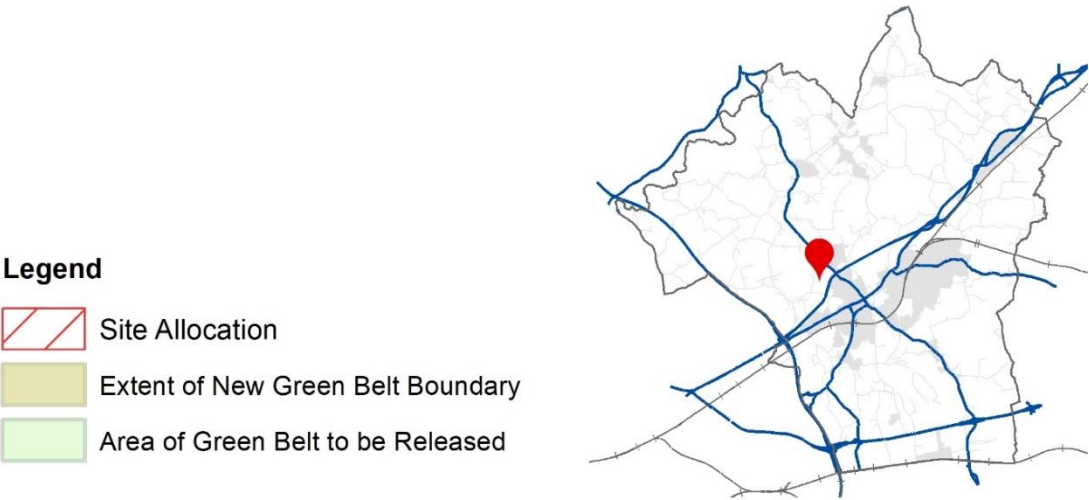 Legend
Site Allocation
Extent of New Green Belt Boundary
Area of Green Belt to be Released